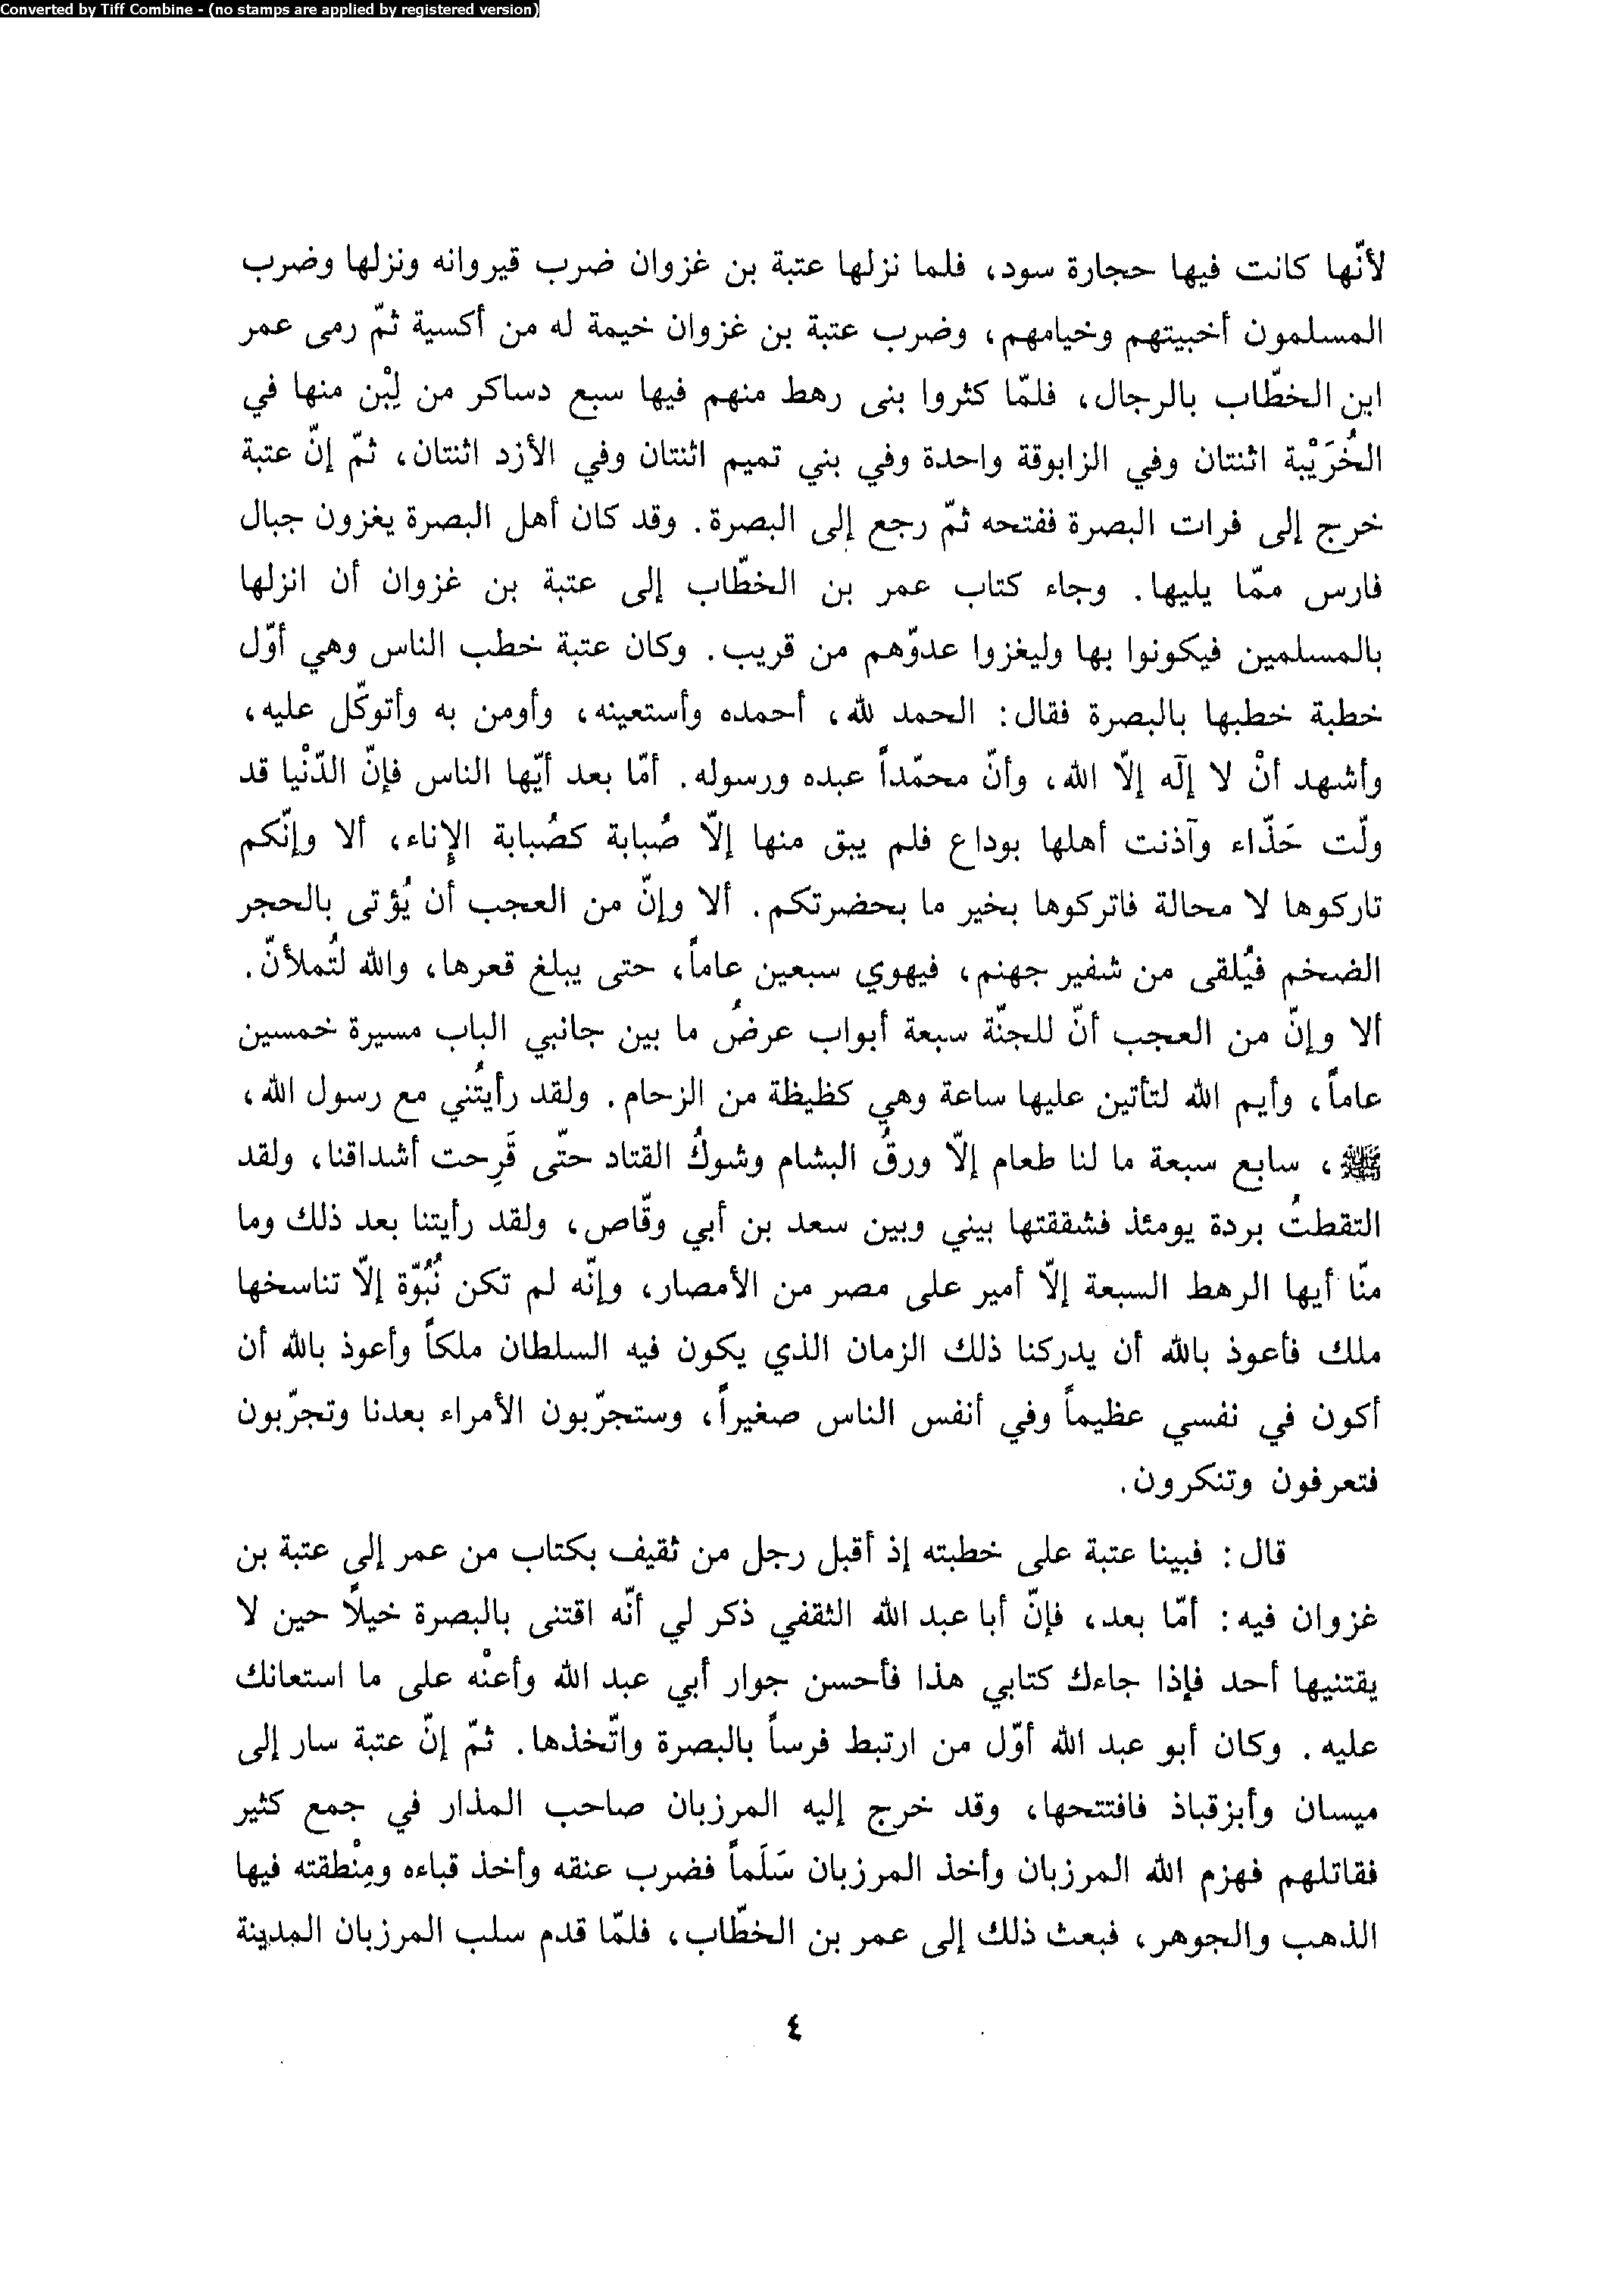 Converted by Tiff Combine - (no stamps are applied by registered version)
لأنّها كانت فيها حجارة سود، فلما نزلها عتبة بن غزوان ضرب قيروانه ونزلها وضرب
المسلمون أخبيتهم وخيامهم، وضرب عتبة بن غزوان خيمة له من أكسية ثمّ رمى عمر
ابن الخطّاب بالرجال، فلمّا كثروا بنى رهط منهم فيها سبع دساكر من لِبْن منها في
الخُرَيْبة اثنتان وفي الزابوقة واحدة وفي بني تميم اثنتان وفي الأزد اثنتان، ثمّ إنّ عتبة
خرج إلى فرات البصرة ففتحه ثمّ رجع إلى البصرة. وقد كان أهل البصرة يغزون جبال
فارس ممّا يليها. وجاء كتاب عمر بن الخطّاب إلى عتبة بن غزوان أن انزلها
بالمسلمين فيكونوا بها وليغزوا عدوّهم من قريب. وكان عتبة خطب الناس وهي أوّل
خطبة خطبها بالبصرة فقال: الحمد لله، أحمده وأستعينه، وأومن به وأتوكّل عليه،
وأشهد أنْ لا إلٓه إلّا الله، وأنّ محمّداً عبده ورسوله. أمّا بعد أيّها الناس فإنّ الدّنْيا قد
ولّت حَذّاء وآذنت أهلها بوداع فلم يبق منها إلّا صُبابة كصُبابة الإناء، ألا وإنّكم
تاركوها لا محالة فاتركوها بخير ما بحضرتكم. ألا وإنّ من العجب أن يُؤتى بالحجر
الضخم فيُلقى من شفير جهنم، فيهوي سبعين عاماً، حتى يبلغ قعرها، والله لتُملأنّ.
ألا وإنّ من العجب أنّ للجنّة سبعة أبواب عرضُ ما بين جانبي الباب مسيرة خمسين
عاماً، وأيم الله لتأتين عليها ساعة وهي كظيظة من الزحام. ولقد رأيتُني مع رسول الله،
ﷺ، سابع سبعة ما لنا طعام إلّا ورقُ البشام وشوكُ القتاد حتّى قَرِحت أشداقنا، ولقد
التقطتُ بردة يومئذ فشققتها بيني وبين سعد بن أبي وقّاص، ولقد رأيتنا بعد ذلك وما
منّا أيها الرهط السبعة إلّا أمير على مصر من الأمصار، وإنّه لم تكن نُبُوّة إلّا تناسخها
ملك فأعوذ بالله أن يدركنا ذلك الزمان الذي يكون فيه السلطان ملكاً وأعوذ بالله أن
أكون في نفسي عظيماً وفي أنفس الناس صغيراً، وستجرّبون الأمراء بعدنا وتجرّبون
فتعرفون وتنكرون.
قال: فبينا عتبة على خطبته إذ أقبل رجل من ثقيف بكتاب من عمر إلى عتبة بن
غزوان فيه: أمّا بعد، فإنّ أبا عبد الله الثقفي ذكر لي أنّه اقتنى بالبصرة خيلاً حين لا
يقتنيها أحد فإذا جاءك كتابي هذا فأحسن جوار أبي عبد الله وأعنْه على ما استعانك
عليه. وكان أبو عبد الله أوّل من ارتبط فرساً بالبصرة واتّخذها. ثمّ إنّ عتبة سار إلى
ميسان وأبزقباذ فافتتحها، وقد خرج إليه المرزبان صاحب المذار في جمع كثير
فقاتلهم فهزم الله المرزبان وأخذ المرزبان سَلَماً فضرب عنقه وأخذ قباءه ومِنْطقته فيها
الذهب والجوهر، فبعث ذلك إلى عمر بن الخطّاب، فلمّا قدم سلب المرزبان المدينة
٤